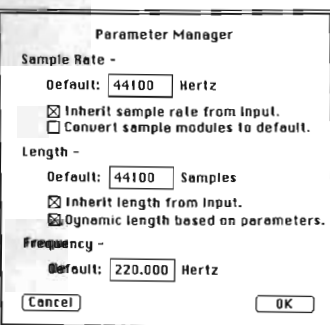 Parameter Manager
Sample Rate -
Default: 44100 Hertz
Inherit sample rate from input.
Convert sample modules to default.
Length -
Default: 44100 Samples
Inherit length from input.
Dynamic length based on parameters.
Frequency -
Default: 220.000 Hertz
Cancel OK